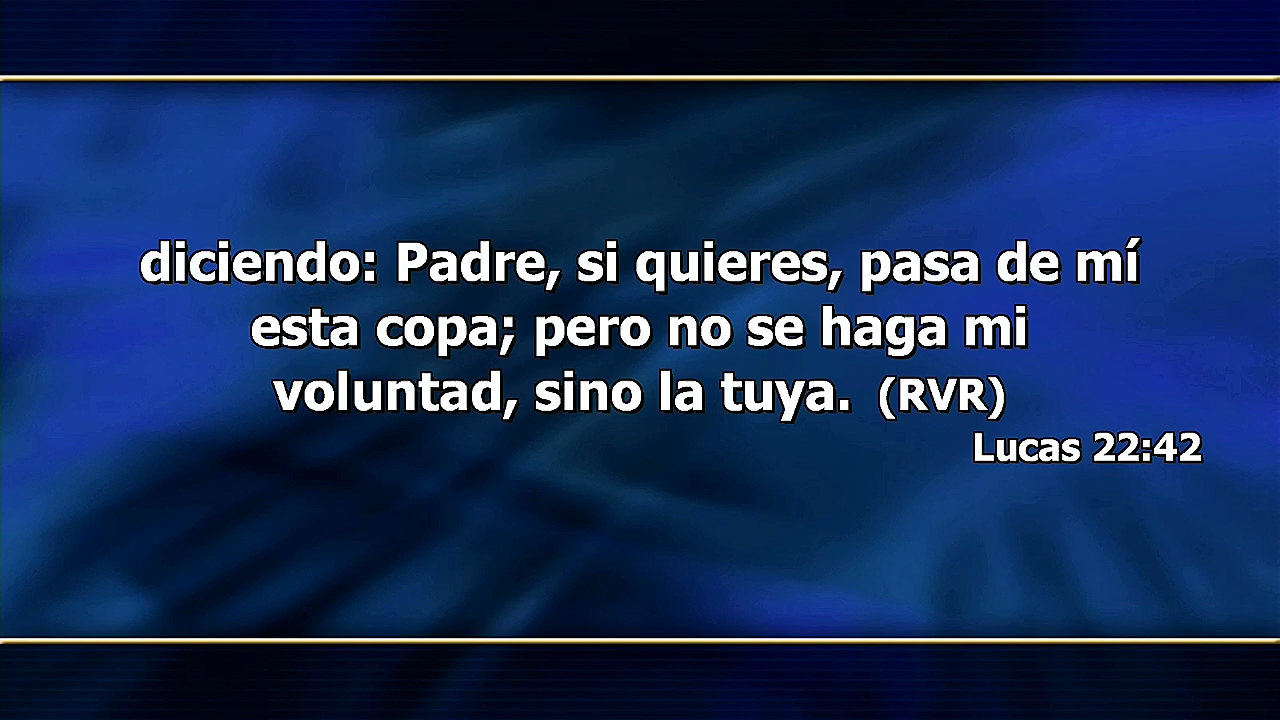 diciendo: Padre, si quieres, pasa de mí
esta copa; pero no se haga mi
voluntad, sino la tuya. (RVR)
Lucas 22:42